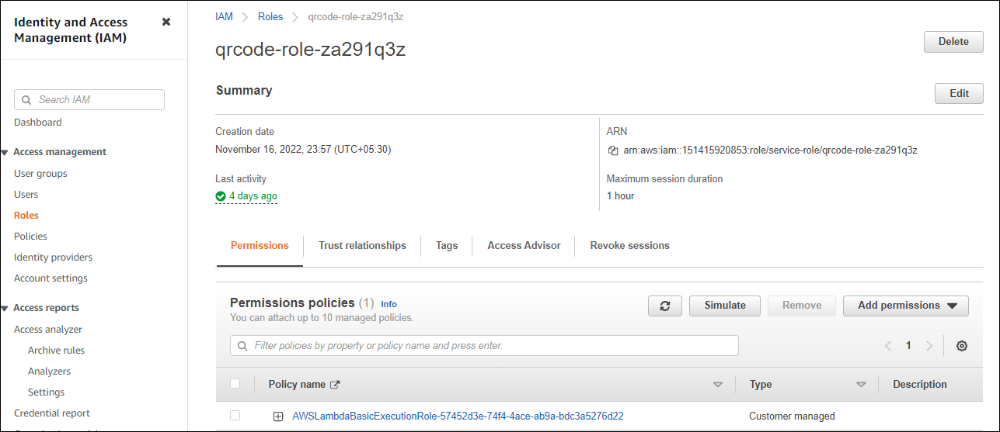 Identity and Access
Management (IAM)
Search IAM
Dashboard
Access management
User groups
Users
Roles
Policies
Identity providers
Account settings
Access reports
Access analyzer
Archive rules
Analyzers
Settings
Credential report
IAM
Roles
qrcode-role-za291q3z
qrcode-role-za291q3z
Delete
Summary
Edit
Creation date
November 16, 2022, 23:57 (UTC+05:30)
ARN
arn:aws:iam::151415920853:role/service-role/qrcode-role-za291q3z
Last activity
4 days ago
Maximum session duration
1 hour
Permissions
Trust relationships
Tags
Access Advisor
Revoke sessions
Permissions policies (1) Info
You can attach up to 10 managed policies.
Simulate
Remove
Add permissions
Filter policies by property or policy name and press enter.
1
Policy name
Type
Description
AWSLambdaBasicExecutionRole-57452d3e-74f4-4ace-ab9a-bdc3a5276d22
Customer managed